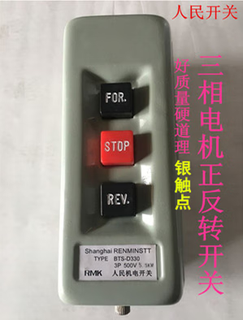 人民开关
三相电机正反转开关
好质量硬道理
银触点
FOR.
STOP
REV.
Shanghai RENMINSTT
TYPE BTS-D330
3P 500V
RMK 人民机电开关